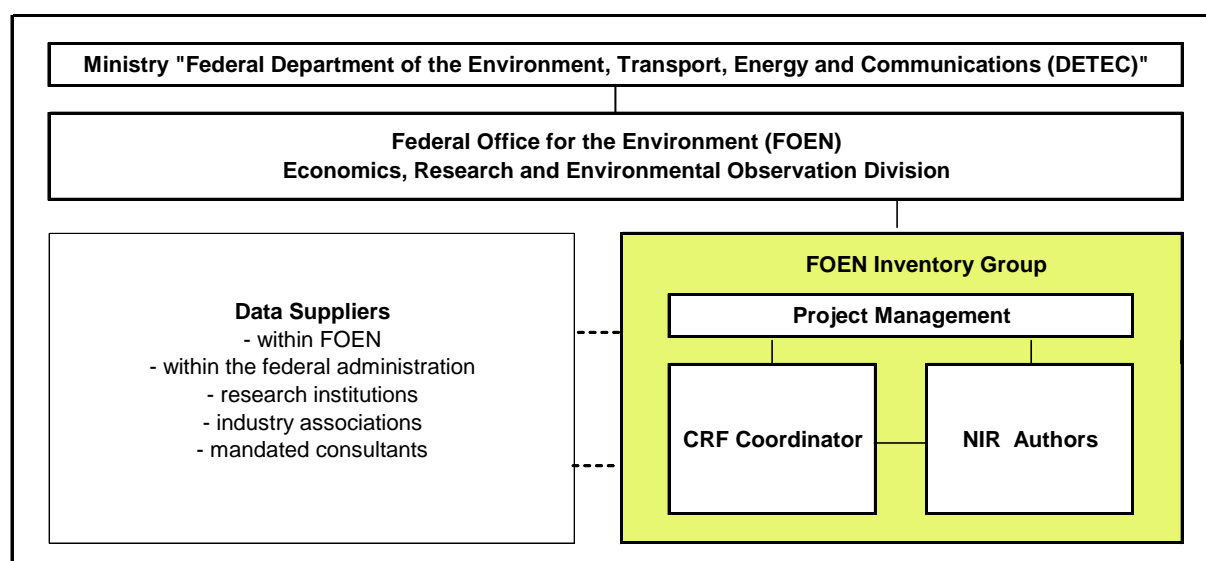 Ministry "Federal Department of the Environment, Transport, Energy and Communications (DETEC)"
Federal Office for the Environment (FOEN)
Economics, Research and Environmental Observation Division
Data Suppliers
- within FOEN
- within the federal administration
- research institutions
- industry associations
- mandated consultants
FOEN Inventory Group
Project Management
CRF Coordinator
NIR Authors